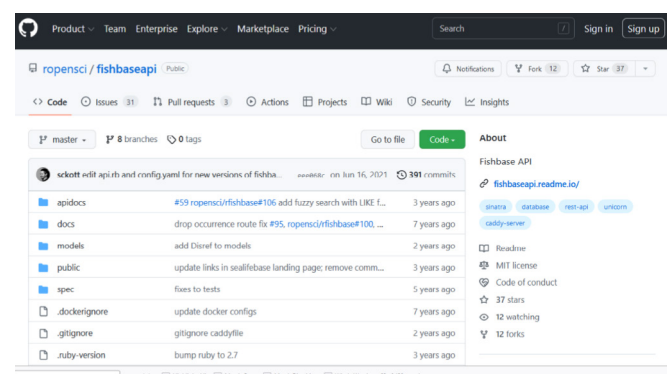 Product Team Enterprise Explore Marketplace Pricing Search / Sign in Sign up
ropensci / fishbaseapi Public Notifications Fork 12 Star 37
Code Issues 31 Pull requests 3 Actions Projects Wiki Security Insights
master 8 branches 0 tags Go to file Code
About
Fishbase API
fishbaseapi.readme.io/
sinatra database rest-api unicorn
caddy-server
Readme
MIT license
Code of conduct
37 stars
12 watching
12 forks
sckott edit api.rb and config.yaml for new versions of fishba... on Jun 16, 2021 391 commits
apidocs #59 ropensci/rfishbase#106 add fuzzy search with LIKE f... 3 years ago
docs drop occurrence route fix #95, ropensci/rfishbase#100, ... 7 years ago
models add Disref to models 2 years ago
public update links in sealifebase landing page; remove comm... 3 years ago
spec fixes to tests 5 years ago
.dockerignore update docker configs 7 years ago
.gitignore gitignore caddyfile 2 years ago
.ruby-version bump ruby to 2.7 3 years ago